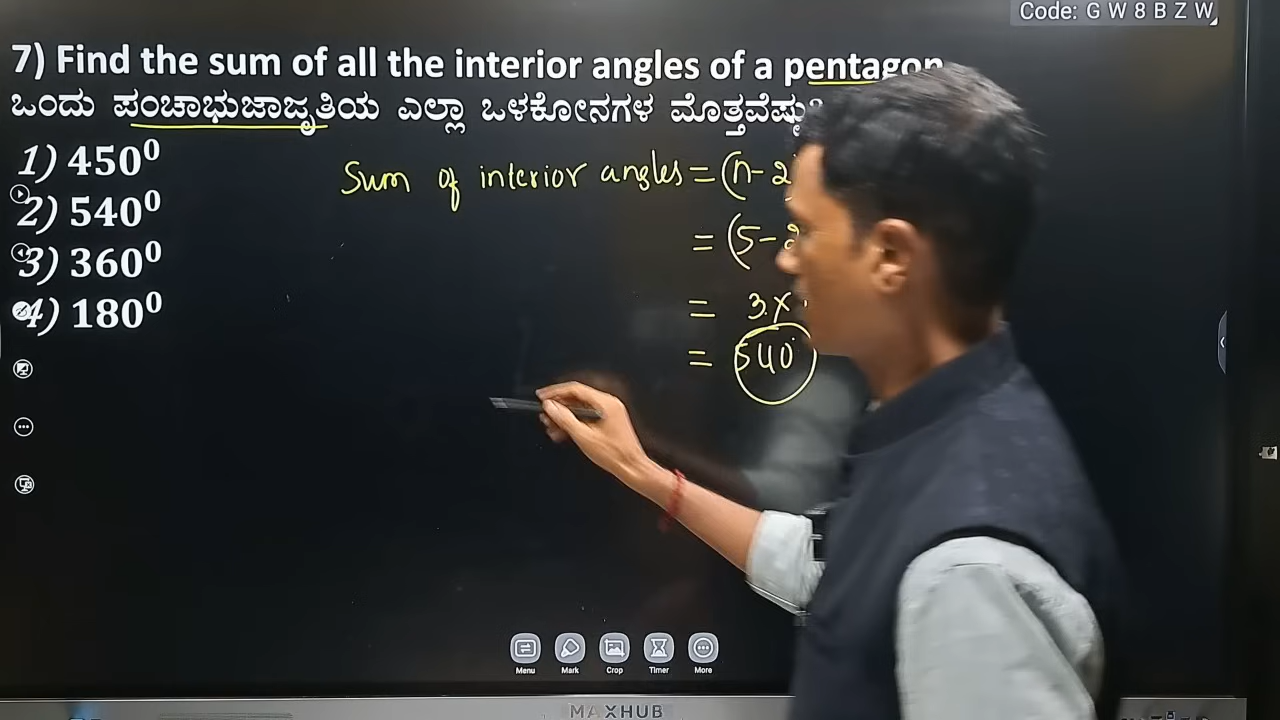 Code: G W 8 B Z W
7) Find the sum of all the interior angles of a pentagon
ಒಂದು ಪಂಚಾಭುಜಾಜೃತಿಯ ಎಲ್ಲಾ ಒಳಕೋನಗಳ ಮೊತ್ತವೆಷ್ಟು?
1) 450⁰
2) 540⁰
3) 360⁰
4) 180⁰
Sum of interior angles = (n-2
= (5-2
= 3×
= 540°
Menu Mark Crop Timer More
MAXHUB